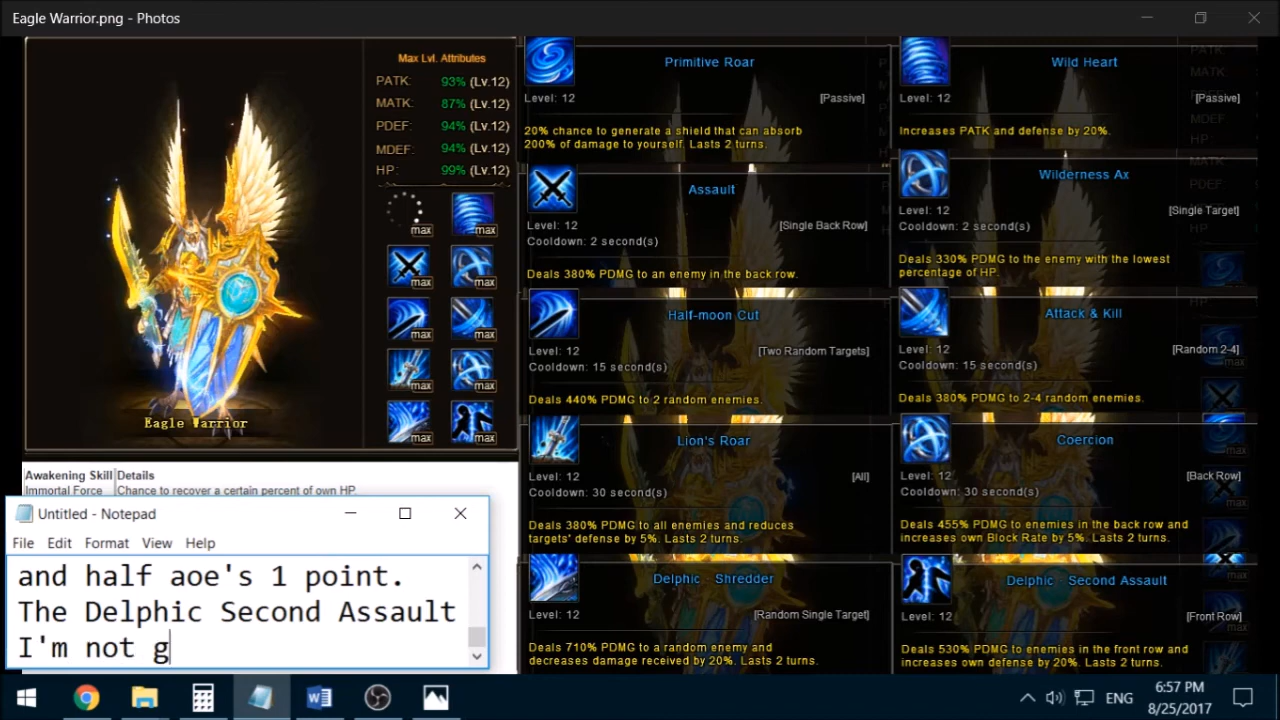 Eagle Warrior.png - Photos
Max Lvl. Attributes
PATK: 93% (Lv.12)
MATK: 87% (Lv.12)
PDEF: 94% (Lv.12)
MDEF: 94% (Lv.12)
HP: 99% (Lv.12)
max max
max max
max max
max max
max max
Eagle Warrior
Primitive Roar
Level: 12 [Passive]
20% chance to generate a shield that can absorb
200% of damage to yourself. Lasts 2 turns.
Wild Heart
Level: 12 [Passive]
Increases PATK and defense by 20%.
Assault
Level: 12 [Single Back Row]
Cooldown: 2 second(s)
Deals 380% PDMG to an enemy in the back row.
Wilderness Ax
Level: 12 [Single Target]
Cooldown: 2 second(s)
Deals 330% PDMG to the enemy with the lowest
percentage of HP.
Half-moon Cut
Level: 12 [Two Random Targets]
Cooldown: 15 second(s)
Deals 440% PDMG to 2 random enemies.
Attack & Kill
Level: 12 [Random 2-4]
Cooldown: 15 second(s)
Deals 380% PDMG to 2-4 random enemies.
Lion's Roar
Level: 12 [All]
Cooldown: 30 second(s)
Deals 380% PDMG to all enemies and reduces
targets' defense by 5%. Lasts 2 turns.
Coercion
Level: 12 [Back Row]
Cooldown: 30 second(s)
Deals 455% PDMG to enemies in the back row and
increases own Block Rate by 5%. Lasts 2 turns.
Delphic - Shredder
Level: 12 [Random Single Target]
Deals 710% PDMG to a random enemy and
decreases damage received by 20%. Lasts 2 turns.
Delphic - Second Assault
Level: 12 [Front Row]
Deals 530% PDMG to enemies in the front row and
increases own defense by 20%. Lasts 2 turns.
Awakening Skill Details
Immortal Force Chance to recover a certain percent of own HP.
Untitled - Notepad
File Edit Format View Help
and half aoe's 1 point.
The Delphic Second Assault
I'm not g
ENG
6:57 PM
8/25/2017